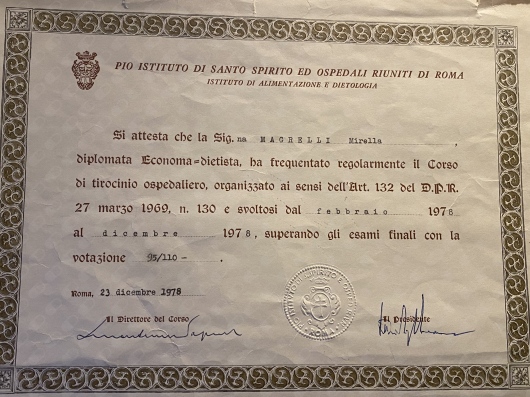 PIO ISTITUTO DI SANTO SPIRITO ED OSPEDALI RIUNITI DI ROMA
ISTITUTO DI ALIMENTAZIONE E DIETOLOGIA
Si attesta che la Sig.na MAGRELLI Mirella ,
diplomata Economa=dietista, ha frequentato regolarmente il Corso
di tirocinio ospedaliero, organizzato ai sensi dell'Art. 132 del D.P.R.
27 marzo 1969, n. 130 e svoltosi dal febbraio 1978
al dicembre 1978, superando gli esami finali con la
votazione 95/110 - .
Roma, 23 dicembre 1978
Il Direttore del Corso
Il Presidente